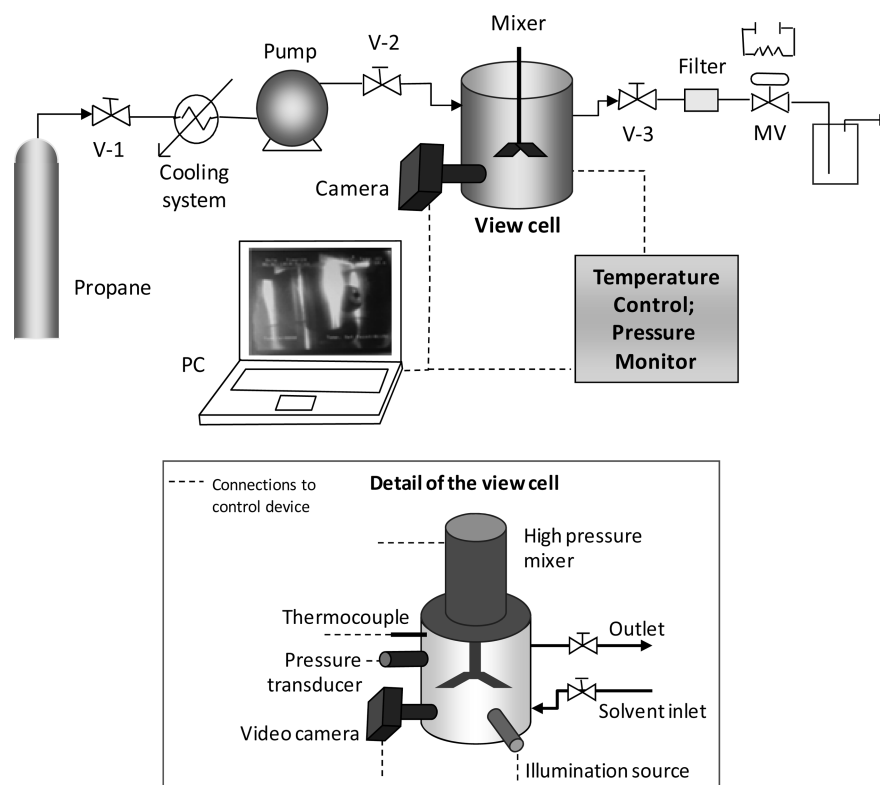 Mixer
Pump
V-2
Filter
V-1
V-3
MV
Cooling
system
Camera
View cell
Propane
Temperature
Control;
Pressure
Monitor
PC
Connections to
control device
Detail of the view cell
High pressure
mixer
Thermocouple
Outlet
Pressure
transducer
Solvent inlet
Video camera
Illumination source